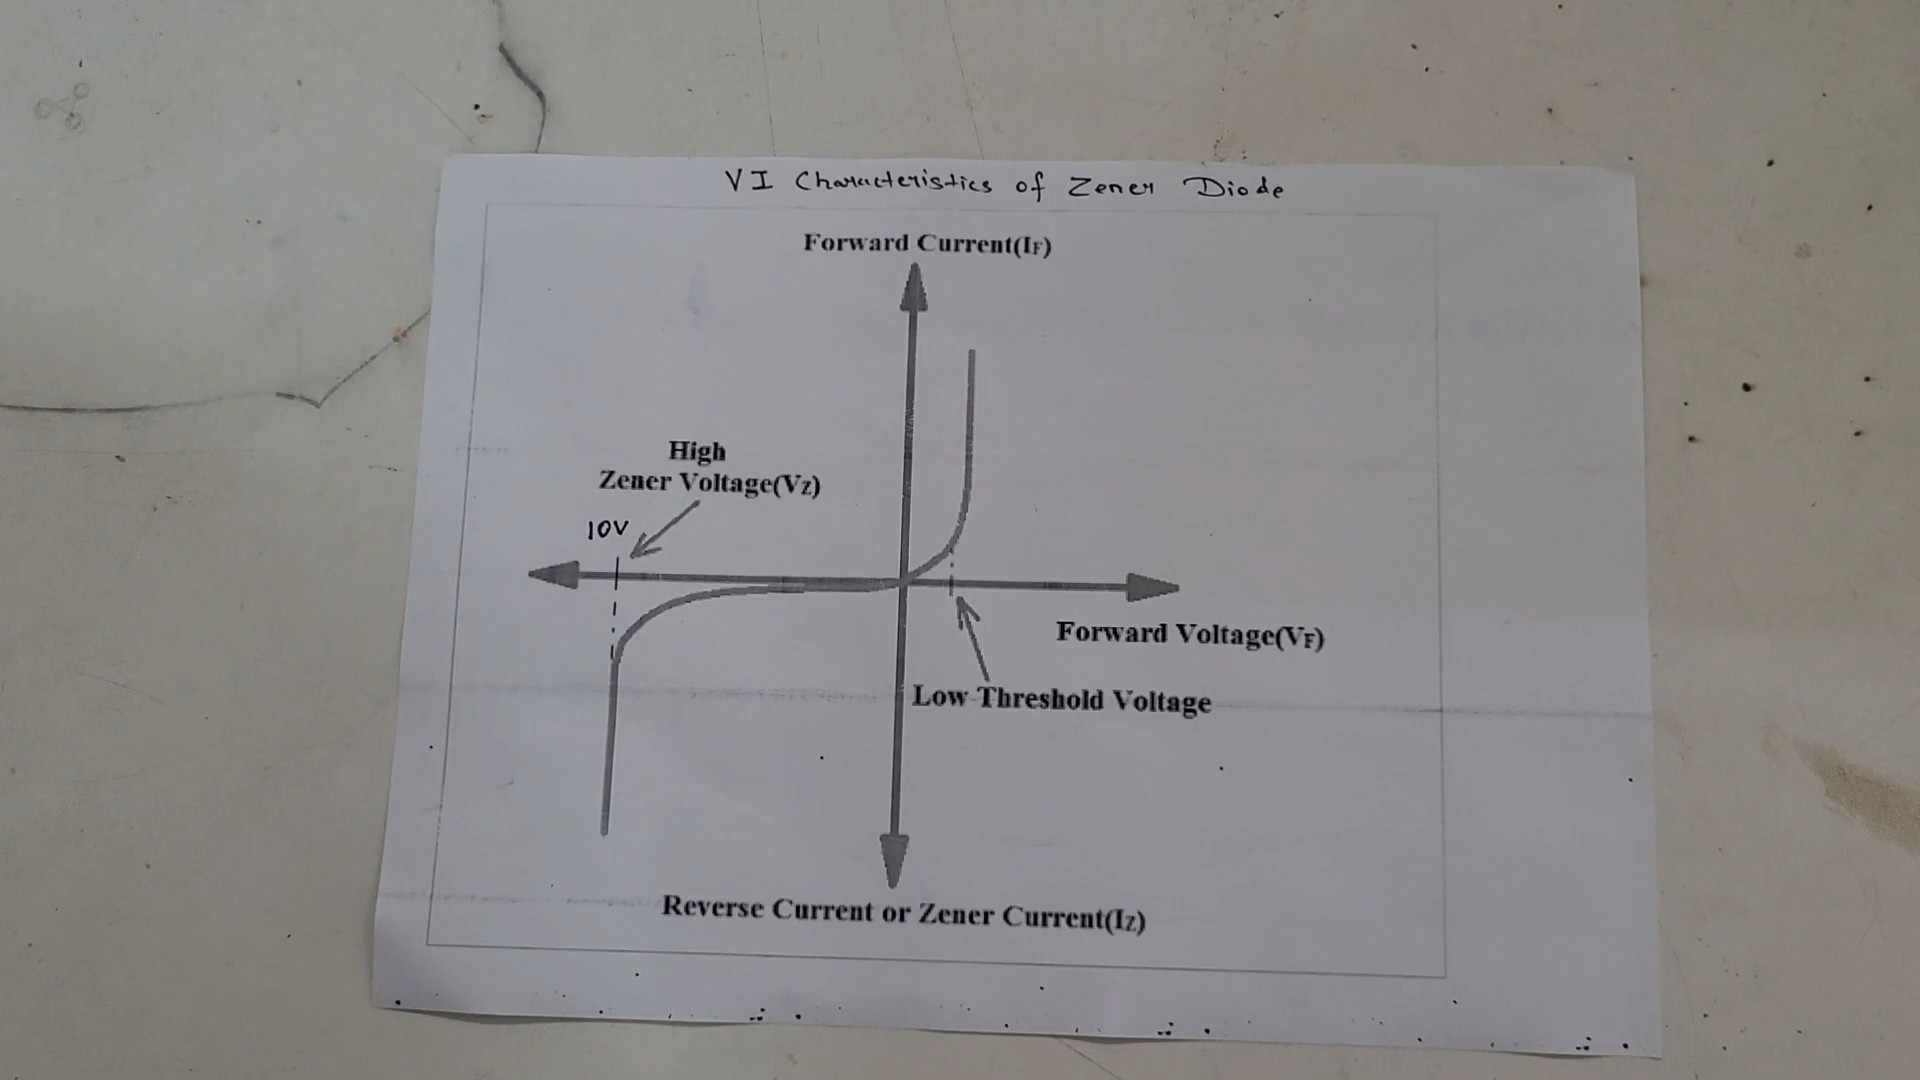 VI Characteristics of Zener Diode
Forward Current(IF)
High
Zener Voltage(VZ)
10V
Forward Voltage(VF)
Low Threshold Voltage
Reverse Current or Zener Current(IZ)